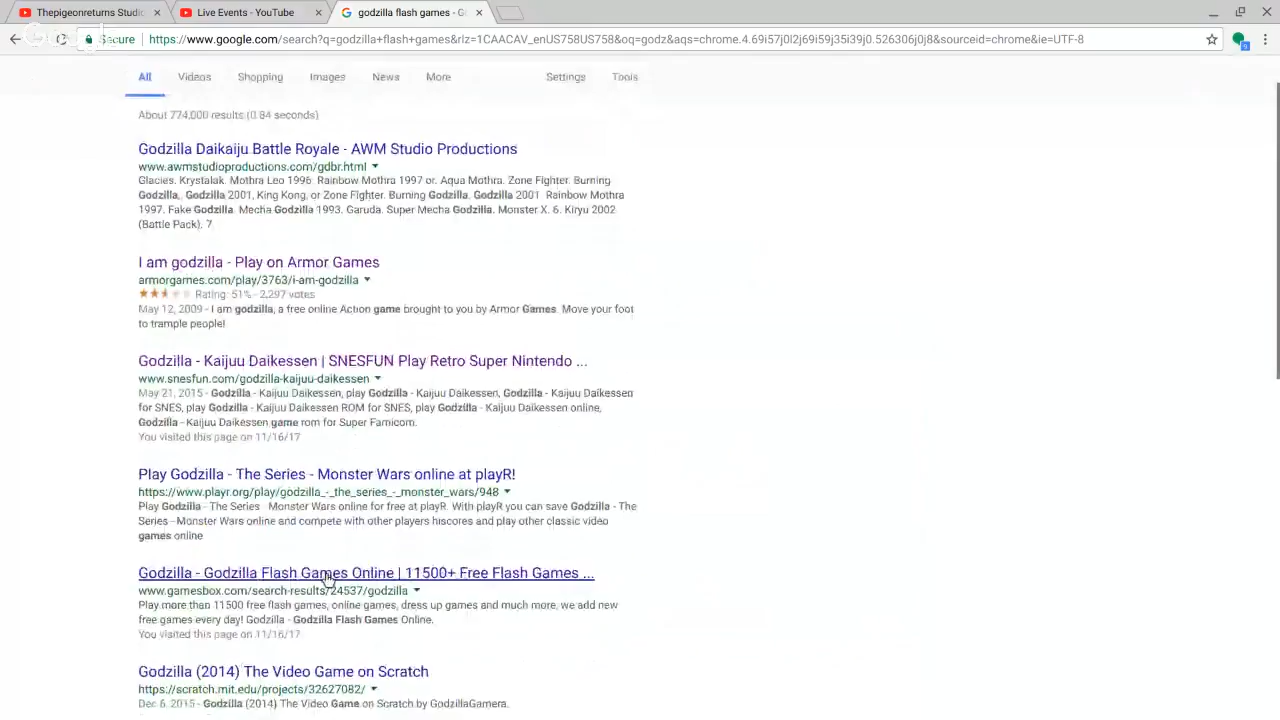 Thepigeonreturns Studio
Live Events - YouTube
godzilla flash games - G
Secure
https://www.google.com/search?q=godzilla+flash+games&rlz=1CAACAV_enUS758US758&oq=godz&aqs=chrome.4.69i57j0l2j69i59j35i39j0.526306j0j8&sourceid=chrome&ie=UTF-8
All Videos Shopping Images News More Settings Tools
About 774,000 results (0.84 seconds)
Godzilla Daikaiju Battle Royale - AWM Studio Productions
www.awmstudioproductions.com/gdbr.html
Glacies. Krystalak. Mothra Leo 1996. Rainbow Mothra 1997 or. Aqua Mothra. Zone Fighter. Burning
Godzilla, Godzilla 2001, King Kong, or Zone Fighter. Burning Godzilla. Godzilla 2001. Rainbow Mothra
1997. Fake Godzilla. Mecha Godzilla 1993. Garuda. Super Mecha Godzilla. Monster X. 6. Kiryu 2002
(Battle Pack). 7.
I am godzilla - Play on Armor Games
armorgames.com/play/3763/i-am-godzilla
Rating: 51% - 2,297 votes
May 12, 2009 - I am godzilla, a free online Action game brought to you by Armor Games. Move your foot
to trample people!
Godzilla - Kaijuu Daikessen | SNESFUN Play Retro Super Nintendo ...
www.snesfun.com/godzilla-kaijuu-daikessen
May 21, 2015 - Godzilla - Kaijuu Daikessen, play Godzilla - Kaijuu Daikessen, Godzilla - Kaijuu Daikessen
for SNES, play Godzilla - Kaijuu Daikessen ROM for SNES, play Godzilla - Kaijuu Daikessen online,
Godzilla - Kaijuu Daikessen game rom for Super Famicom.
You visited this page on 11/16/17.
Play Godzilla - The Series - Monster Wars online at playR!
https://www.playr.org/play/godzilla_-_the_series_-_monster_wars/948
Play Godzilla - The Series - Monster Wars online for free at playR. With playR you can save Godzilla - The
Series - Monster Wars online and compete with other players hiscores and play other classic video
games online
Godzilla - Godzilla Flash Games Online | 11500+ Free Flash Games ...
www.gamesbox.com/search-results/24537/godzilla
Play more than 11500 free flash games, online games, dress up games and much more, we add new
free games every day! Godzilla - Godzilla Flash Games Online.
You visited this page on 11/16/17.
Godzilla (2014) The Video Game on Scratch
https://scratch.mit.edu/projects/32627082/
Dec 6, 2015 - Godzilla (2014) The Video Game on Scratch by GodzillaGamera.